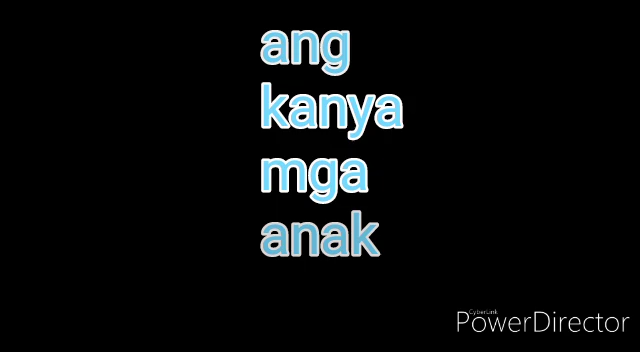 ang
kanya
mga
anak
CyberLink
PowerDirector